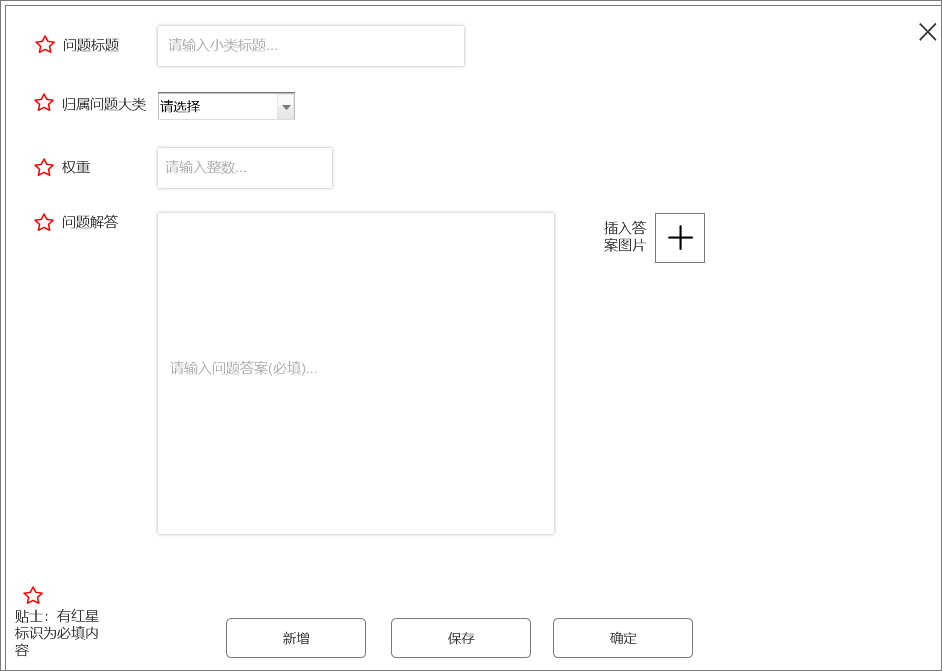 问题标题
请输入小类标题...
归属问题大类
请选择
权重
请输入整数...
问题解答
插入答
案图片
请输入问题答案(必填)...
贴士：有红星
标识为必填内
容
新增
保存
确定